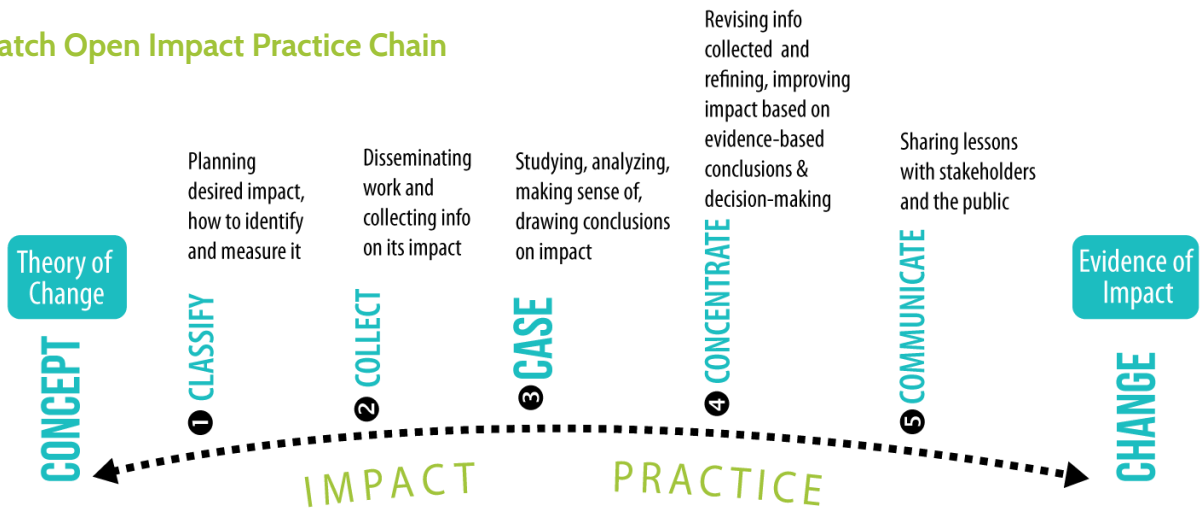 atch Open Impact Practice Chain
Theory of
Change
CONCEPT
Planning
desired impact,
how to identify
and measure it
1 CLASSIFY
Disseminating
work and
collecting info
on its impact
2 COLLECT
Studying, analyzing,
making sense of,
drawing conclusions
on impact
3 CASE
Revising info
collected and
refining, improving
impact based on
evidence-based
conclusions &
decision-making
4 CONCENTRATE
Sharing lessons
with stakeholders
and the public
5 COMMUNICATE
Evidence of
Impact
CHANGE
IMPACT PRACTICE